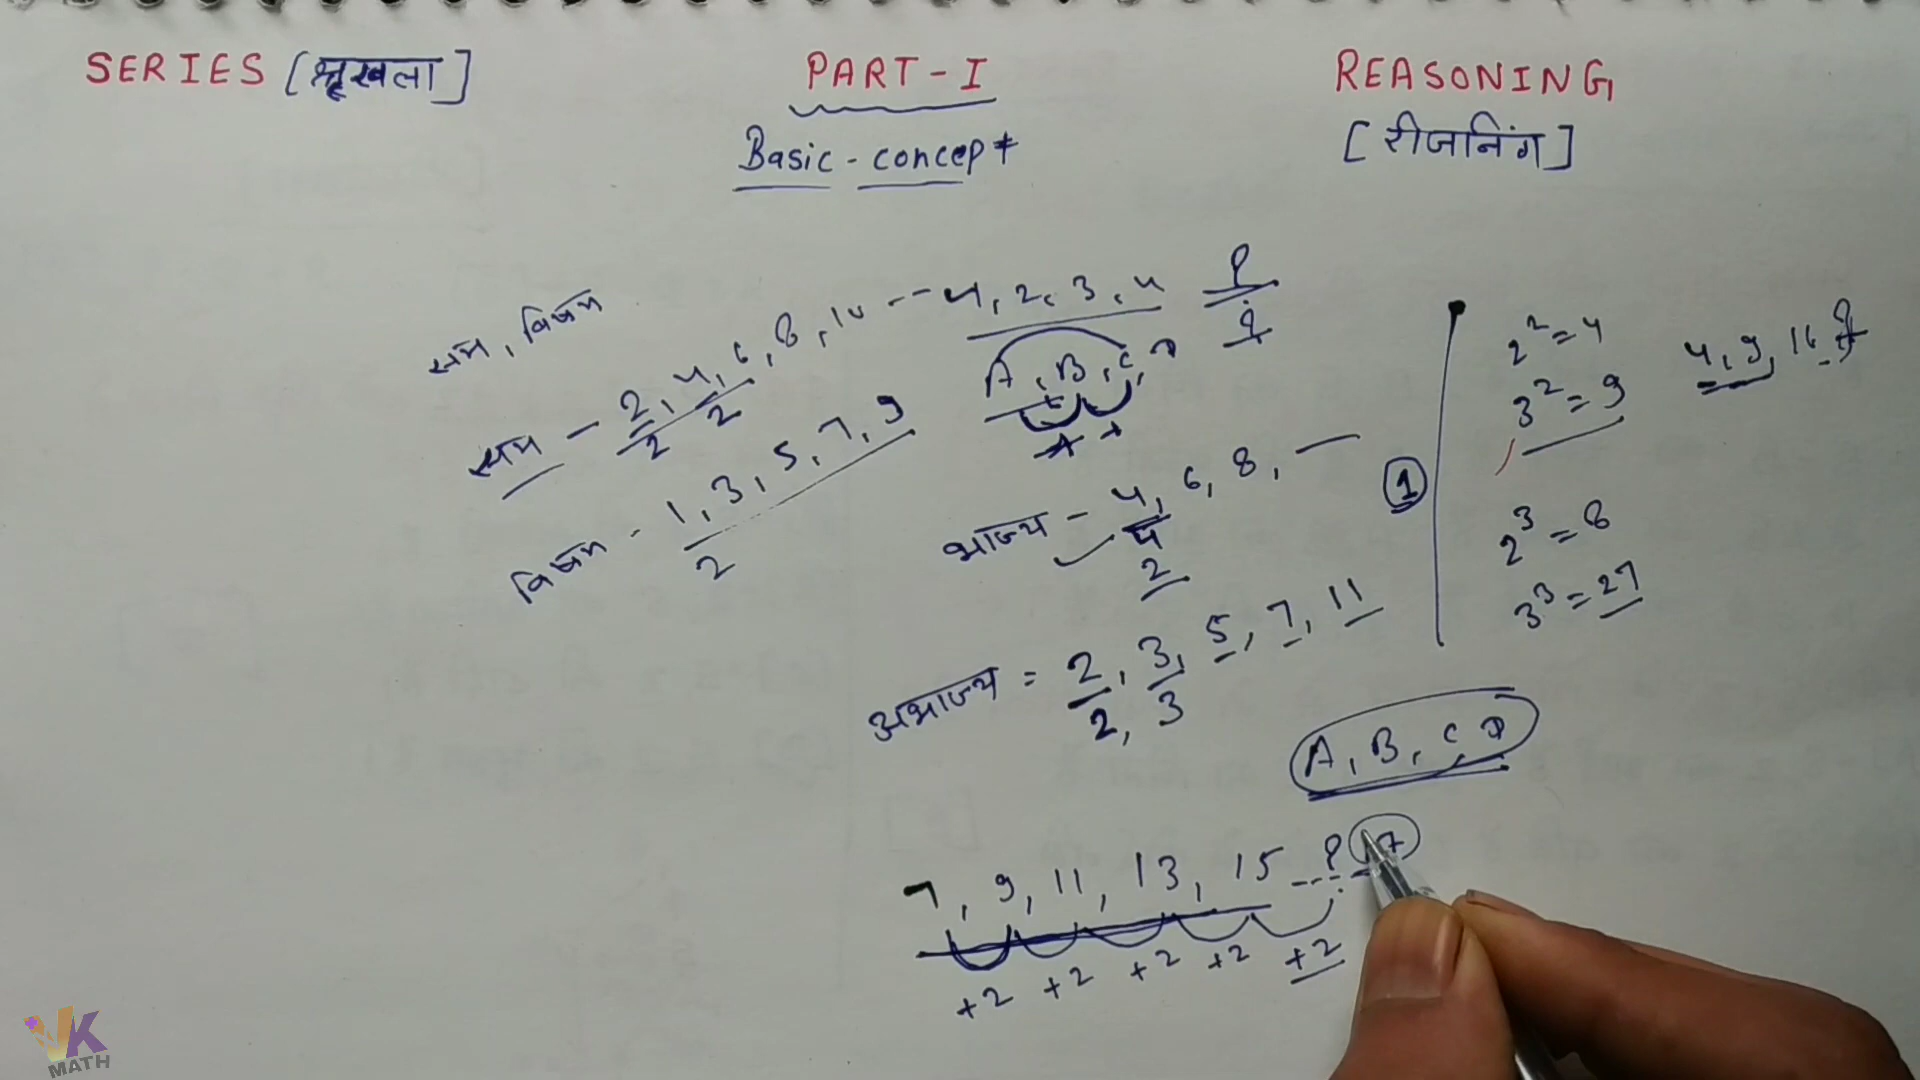 SERIES [श्रृखला]
PART-I
REASONING
[रीजनिंग]
Basic-concept
सम, विषम
सम - 2, 4, 6, 8, 10 --
2 2
विषम - 1, 3, 5, 7, 9
2
4, 2, 3, 4 ?
A, B, C, D
भाज्य - 4, 6, 8, —
4
2
अभाज्य = 2, 3, 5, 7, 11
2, 3
1
2² = 4
3² = 9
4, 9, 16
2³ = 8
3³ = 27
A, B, C, D
7, 9, 11, 13, 15 --- ?
+2 +2 +2 +2 +2
VK
MATH